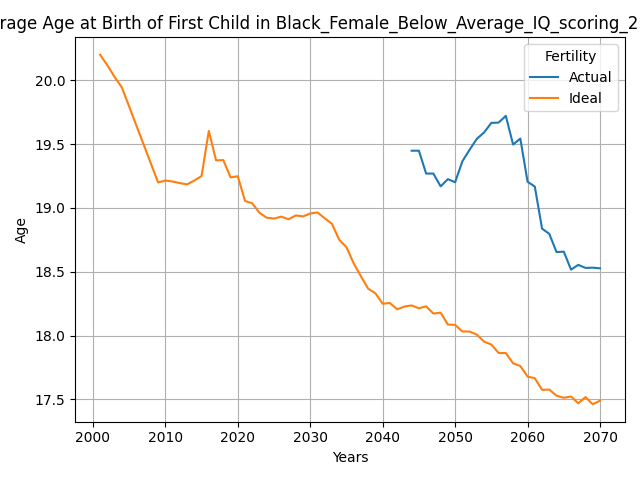 rage Age at Birth of First Child in Black_Female_Below_Average_IQ_scoring_2
Fertility
Actual
Ideal
20.0
19.5
19.0
18.5
18.0
17.5
Age
2000 2010 2020 2030 2040 2050 2060 2070
Years